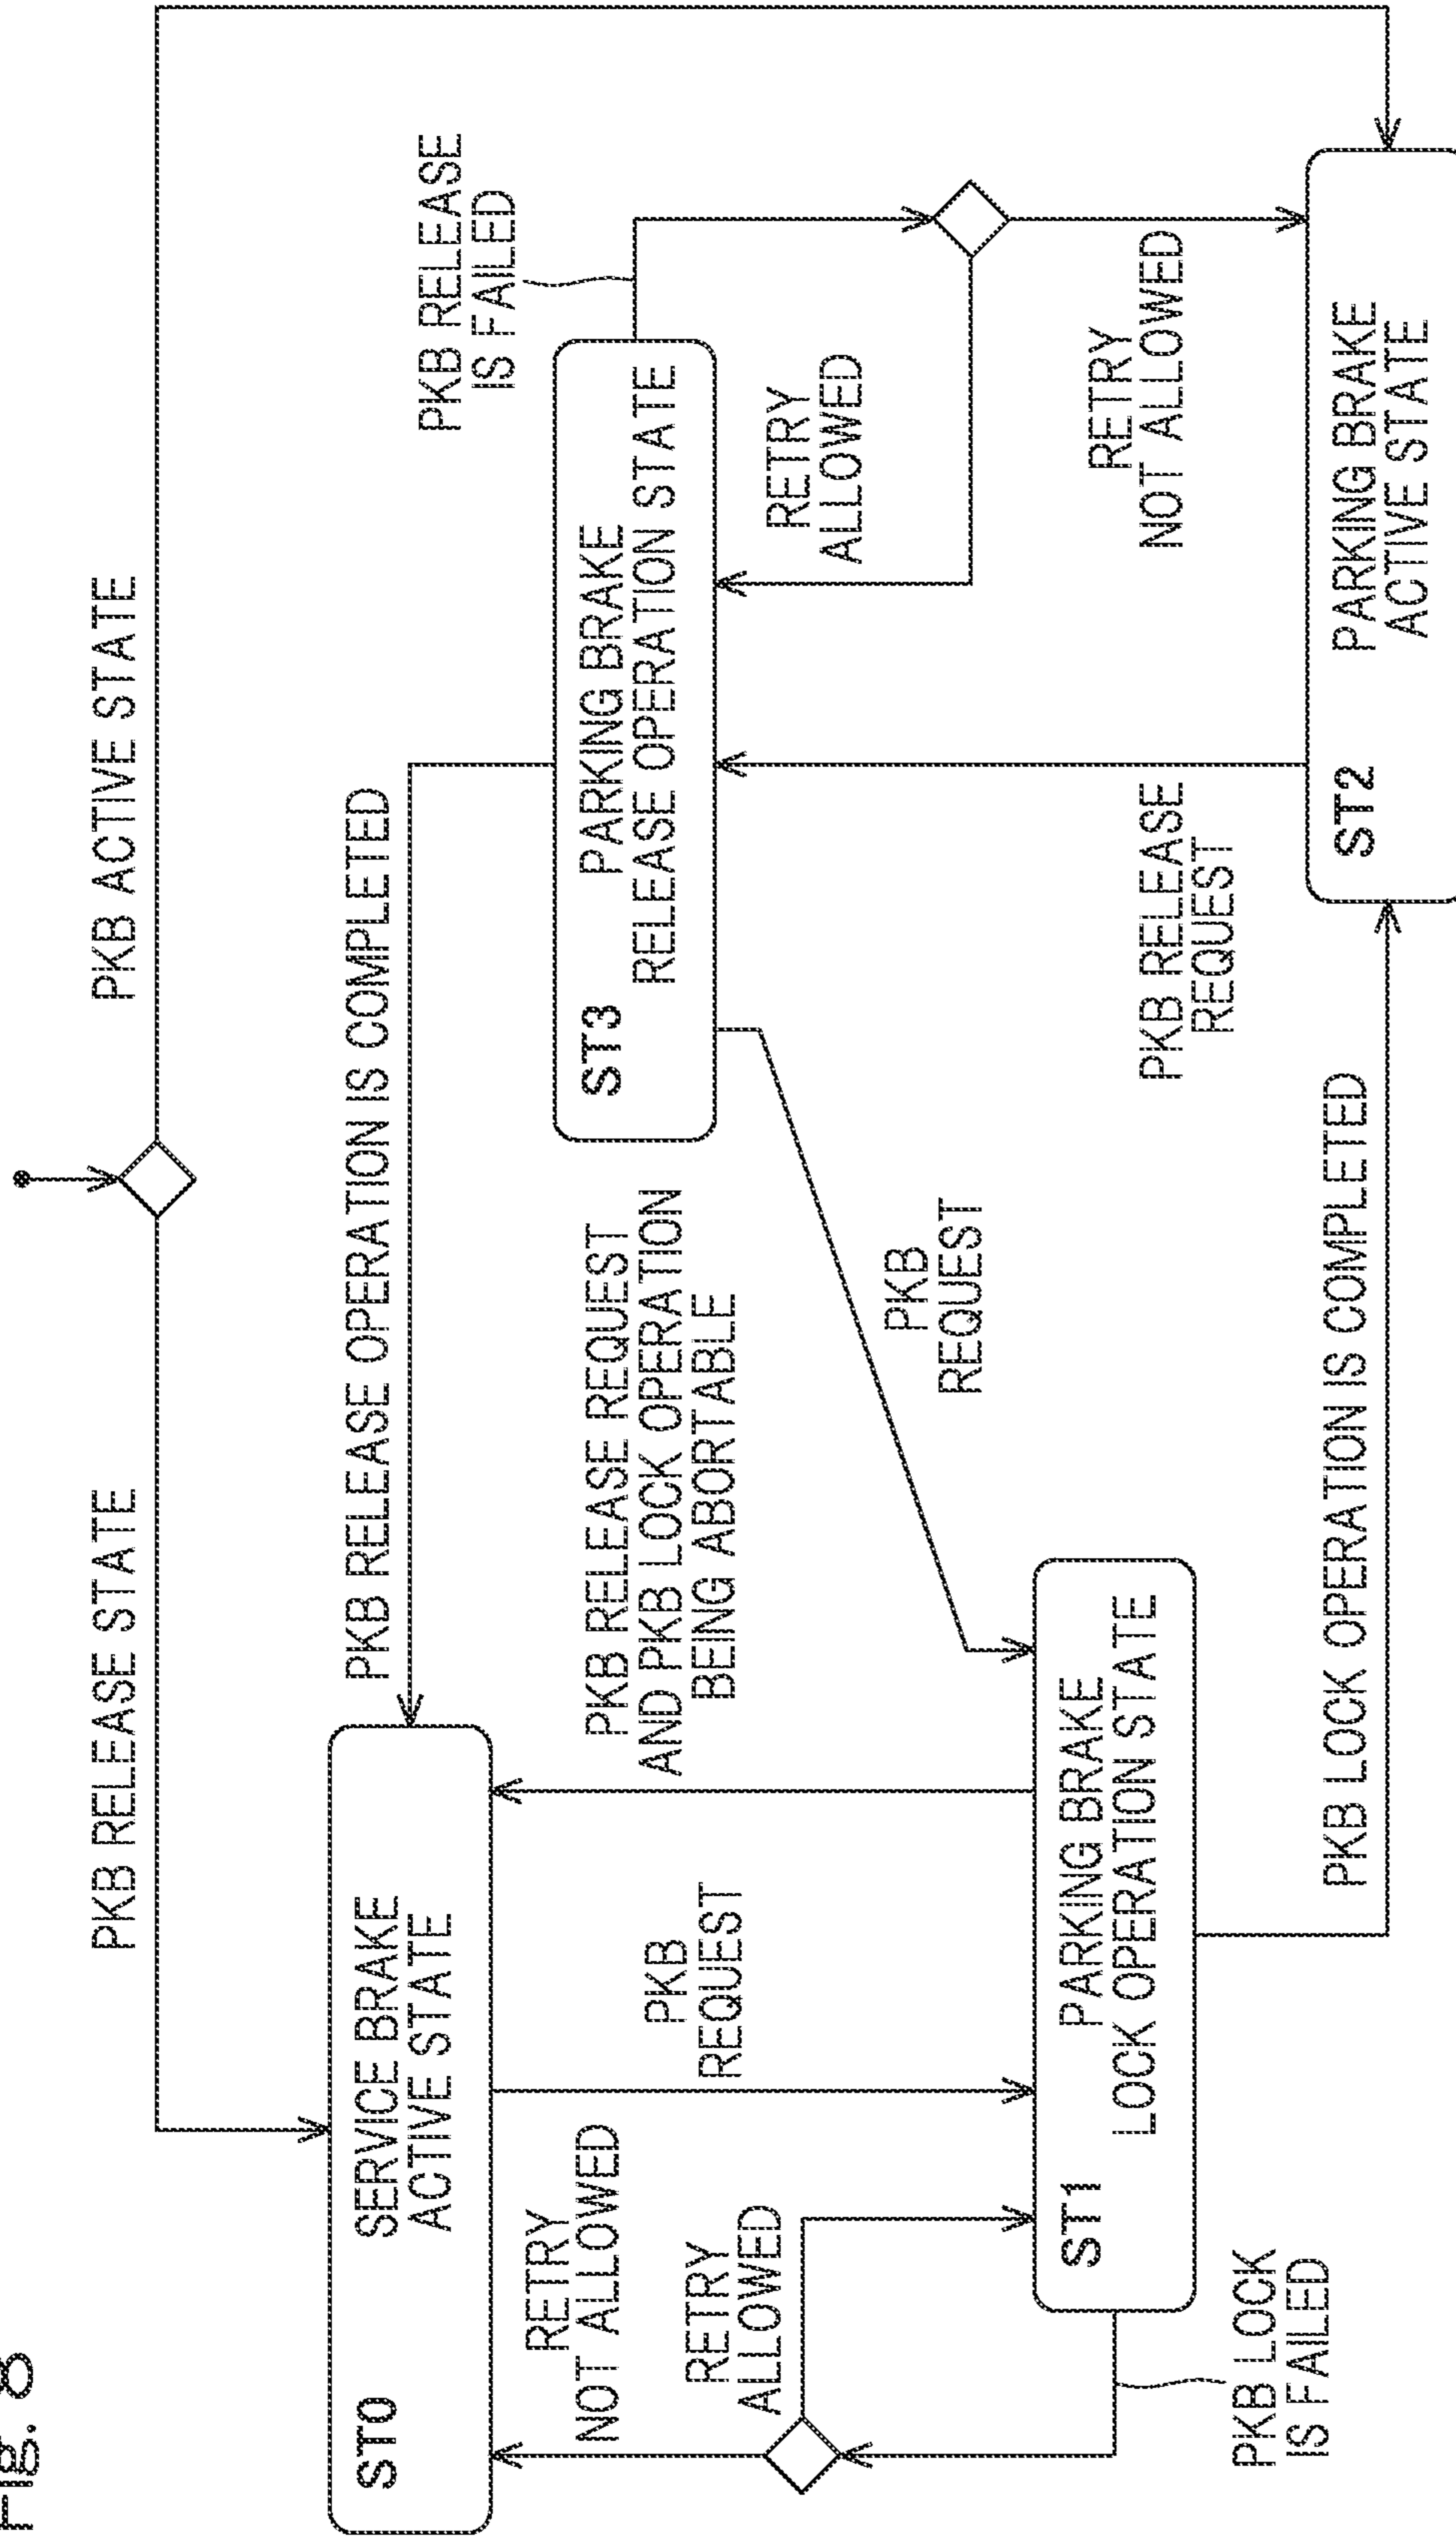 Fig. 8
PKB RELEASE STATE
PKB ACTIVE STATE
PKB RELEASE OPERATION IS COMPLETED
PKB RELEASE
IS FAILED
ST0
SERVICE BRAKE
ACTIVE STATE
ST3
PARKING BRAKE
RELEASE OPERATION STATE
RETRY
NOT ALLOWED
RETRY
ALLOWED
PKB
REQUEST
PKB RELEASE REQUEST
AND PKB LOCK OPERATION
BEING ABORTABLE
PKB
REQUEST
RETRY
ALLOWED
RETRY
NOT ALLOWED
PKB RELEASE
REQUEST
ST1
PARKING BRAKE
LOCK OPERATION STATE
PKB LOCK
IS FAILED
PKB LOCK OPERATION IS COMPLETED
ST2
PARKING BRAKE
ACTIVE STATE